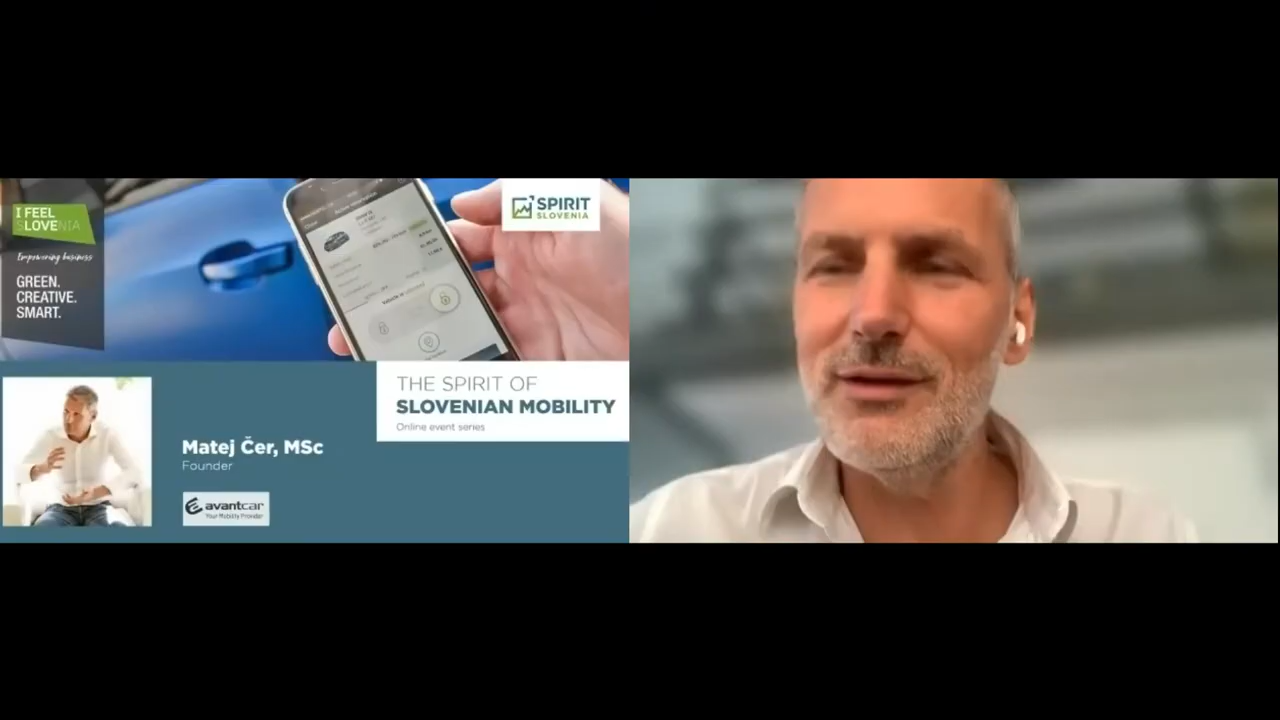 I FEEL
SLOVENIA
Empowering business
GREEN.
CREATIVE.
SMART.
SPIRIT
SLOVENIA
THE SPIRIT OF
SLOVENIAN MOBILITY
Online event series
Matej Čer, MSc
Founder
avantcar
Your Mobility Provider